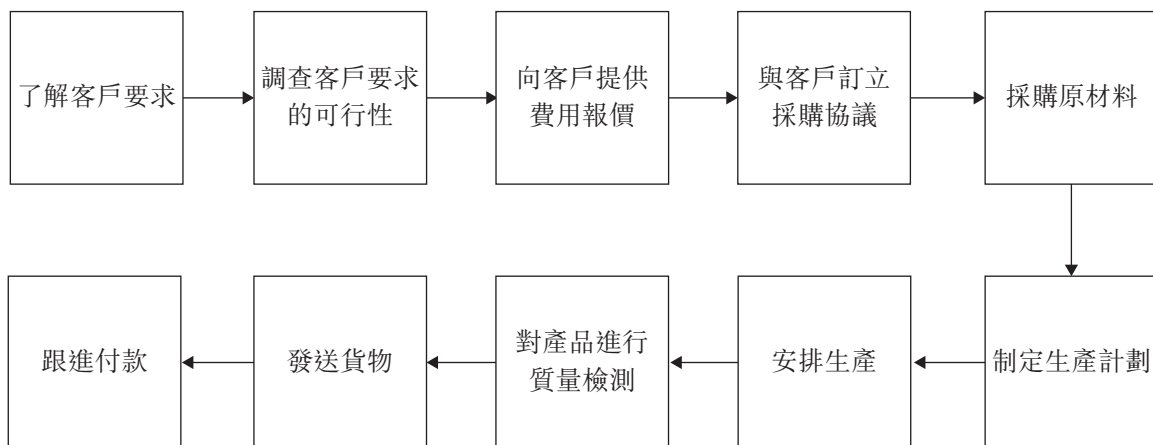 了解客戶要求
調查客戶要求
的可行性
向客戶提供
費用報價
與客戶訂立
採購協議
採購原材料
制定生產計劃
安排生產
對產品進行
質量檢測
發送貨物
跟進付款